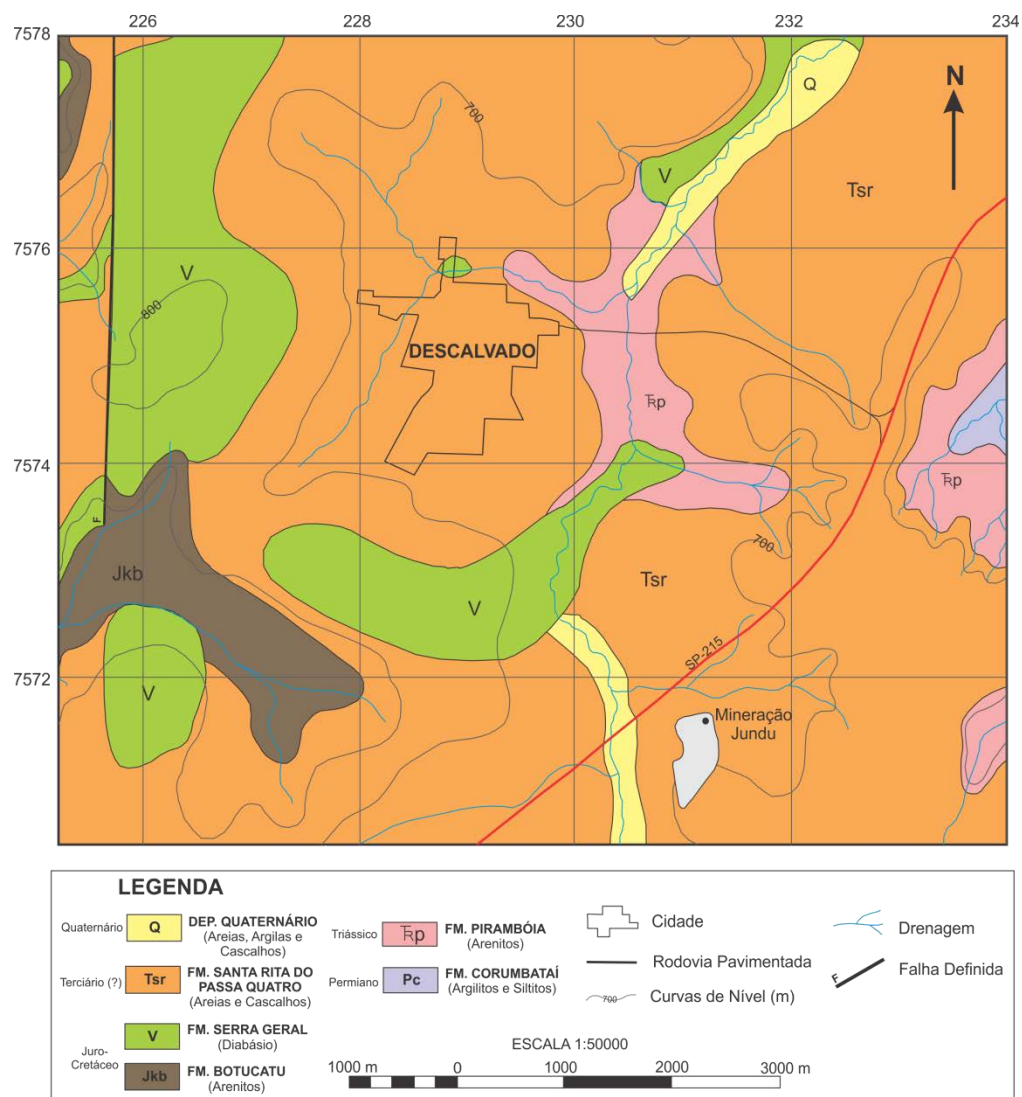 226 228 230 232 234
7578
7576
7574
7572
N
Q
700
V
Tsr
V
800
DESCALVADO
Ŧp
Ŧp
F
700
Jkb
Tsr
V
SP-215
V
Mineração
Jundu
LEGENDA
Quaternário
Q
DEP. QUATERNÁRIO
(Areias, Argilas e
Cascalhos)
Terciário (?)
Tsr
FM. SANTA RITA DO
PASSA QUATRO
(Areias e Cascalhos)
Juro-
Cretáceo
V
FM. SERRA GERAL
(Diabásio)
Jkb
FM. BOTUCATU
(Arenitos)
Triássico
Ŧp
FM. PIRAMBÓIA
(Arenitos)
Permiano
Pc
FM. CORUMBATAÍ
(Argilitos e Siltitos)
Cidade
Rodovia Pavimentada
700
Curvas de Nível (m)
Drenagem
F
Falha Definida
ESCALA 1:50000
1000 m 0 1000 2000 3000 m